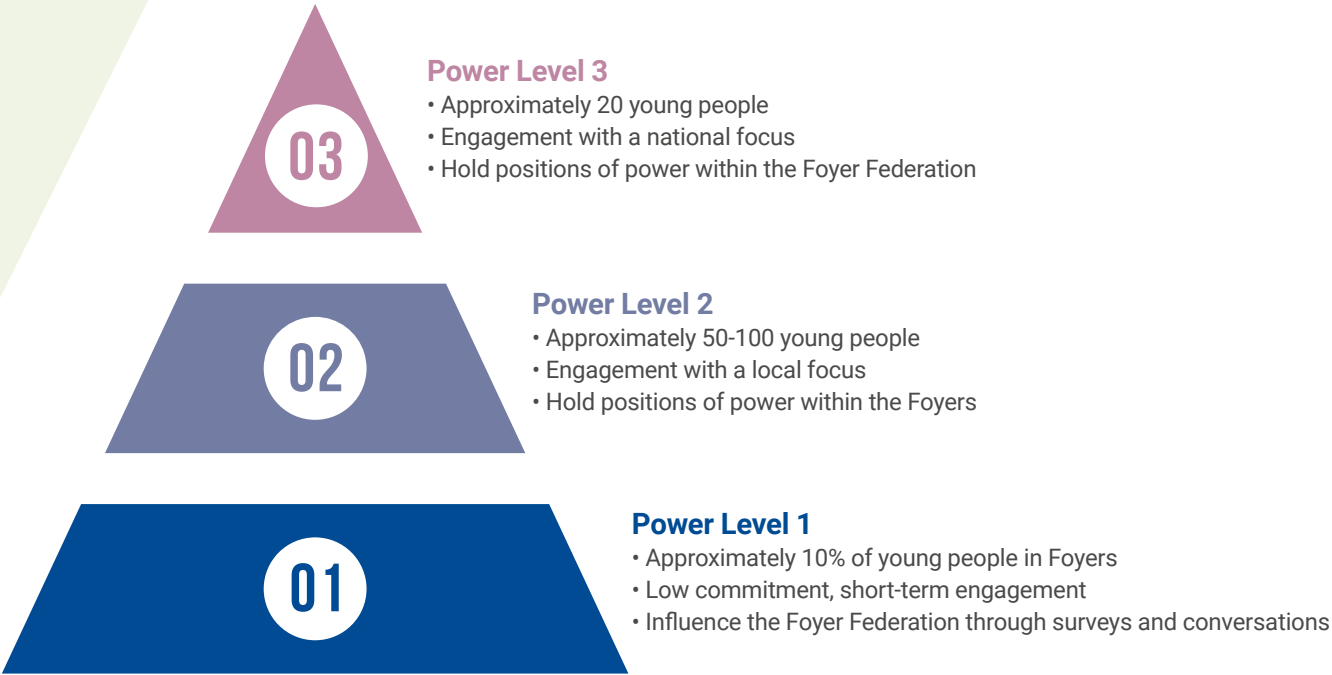 03
Power Level 3
• Approximately 20 young people
• Engagement with a national focus
• Hold positions of power within the Foyer Federation
02
Power Level 2
• Approximately 50-100 young people
• Engagement with a local focus
• Hold positions of power within the Foyers
01
Power Level 1
• Approximately 10% of young people in Foyers
• Low commitment, short-term engagement
• Influence the Foyer Federation through surveys and conversations